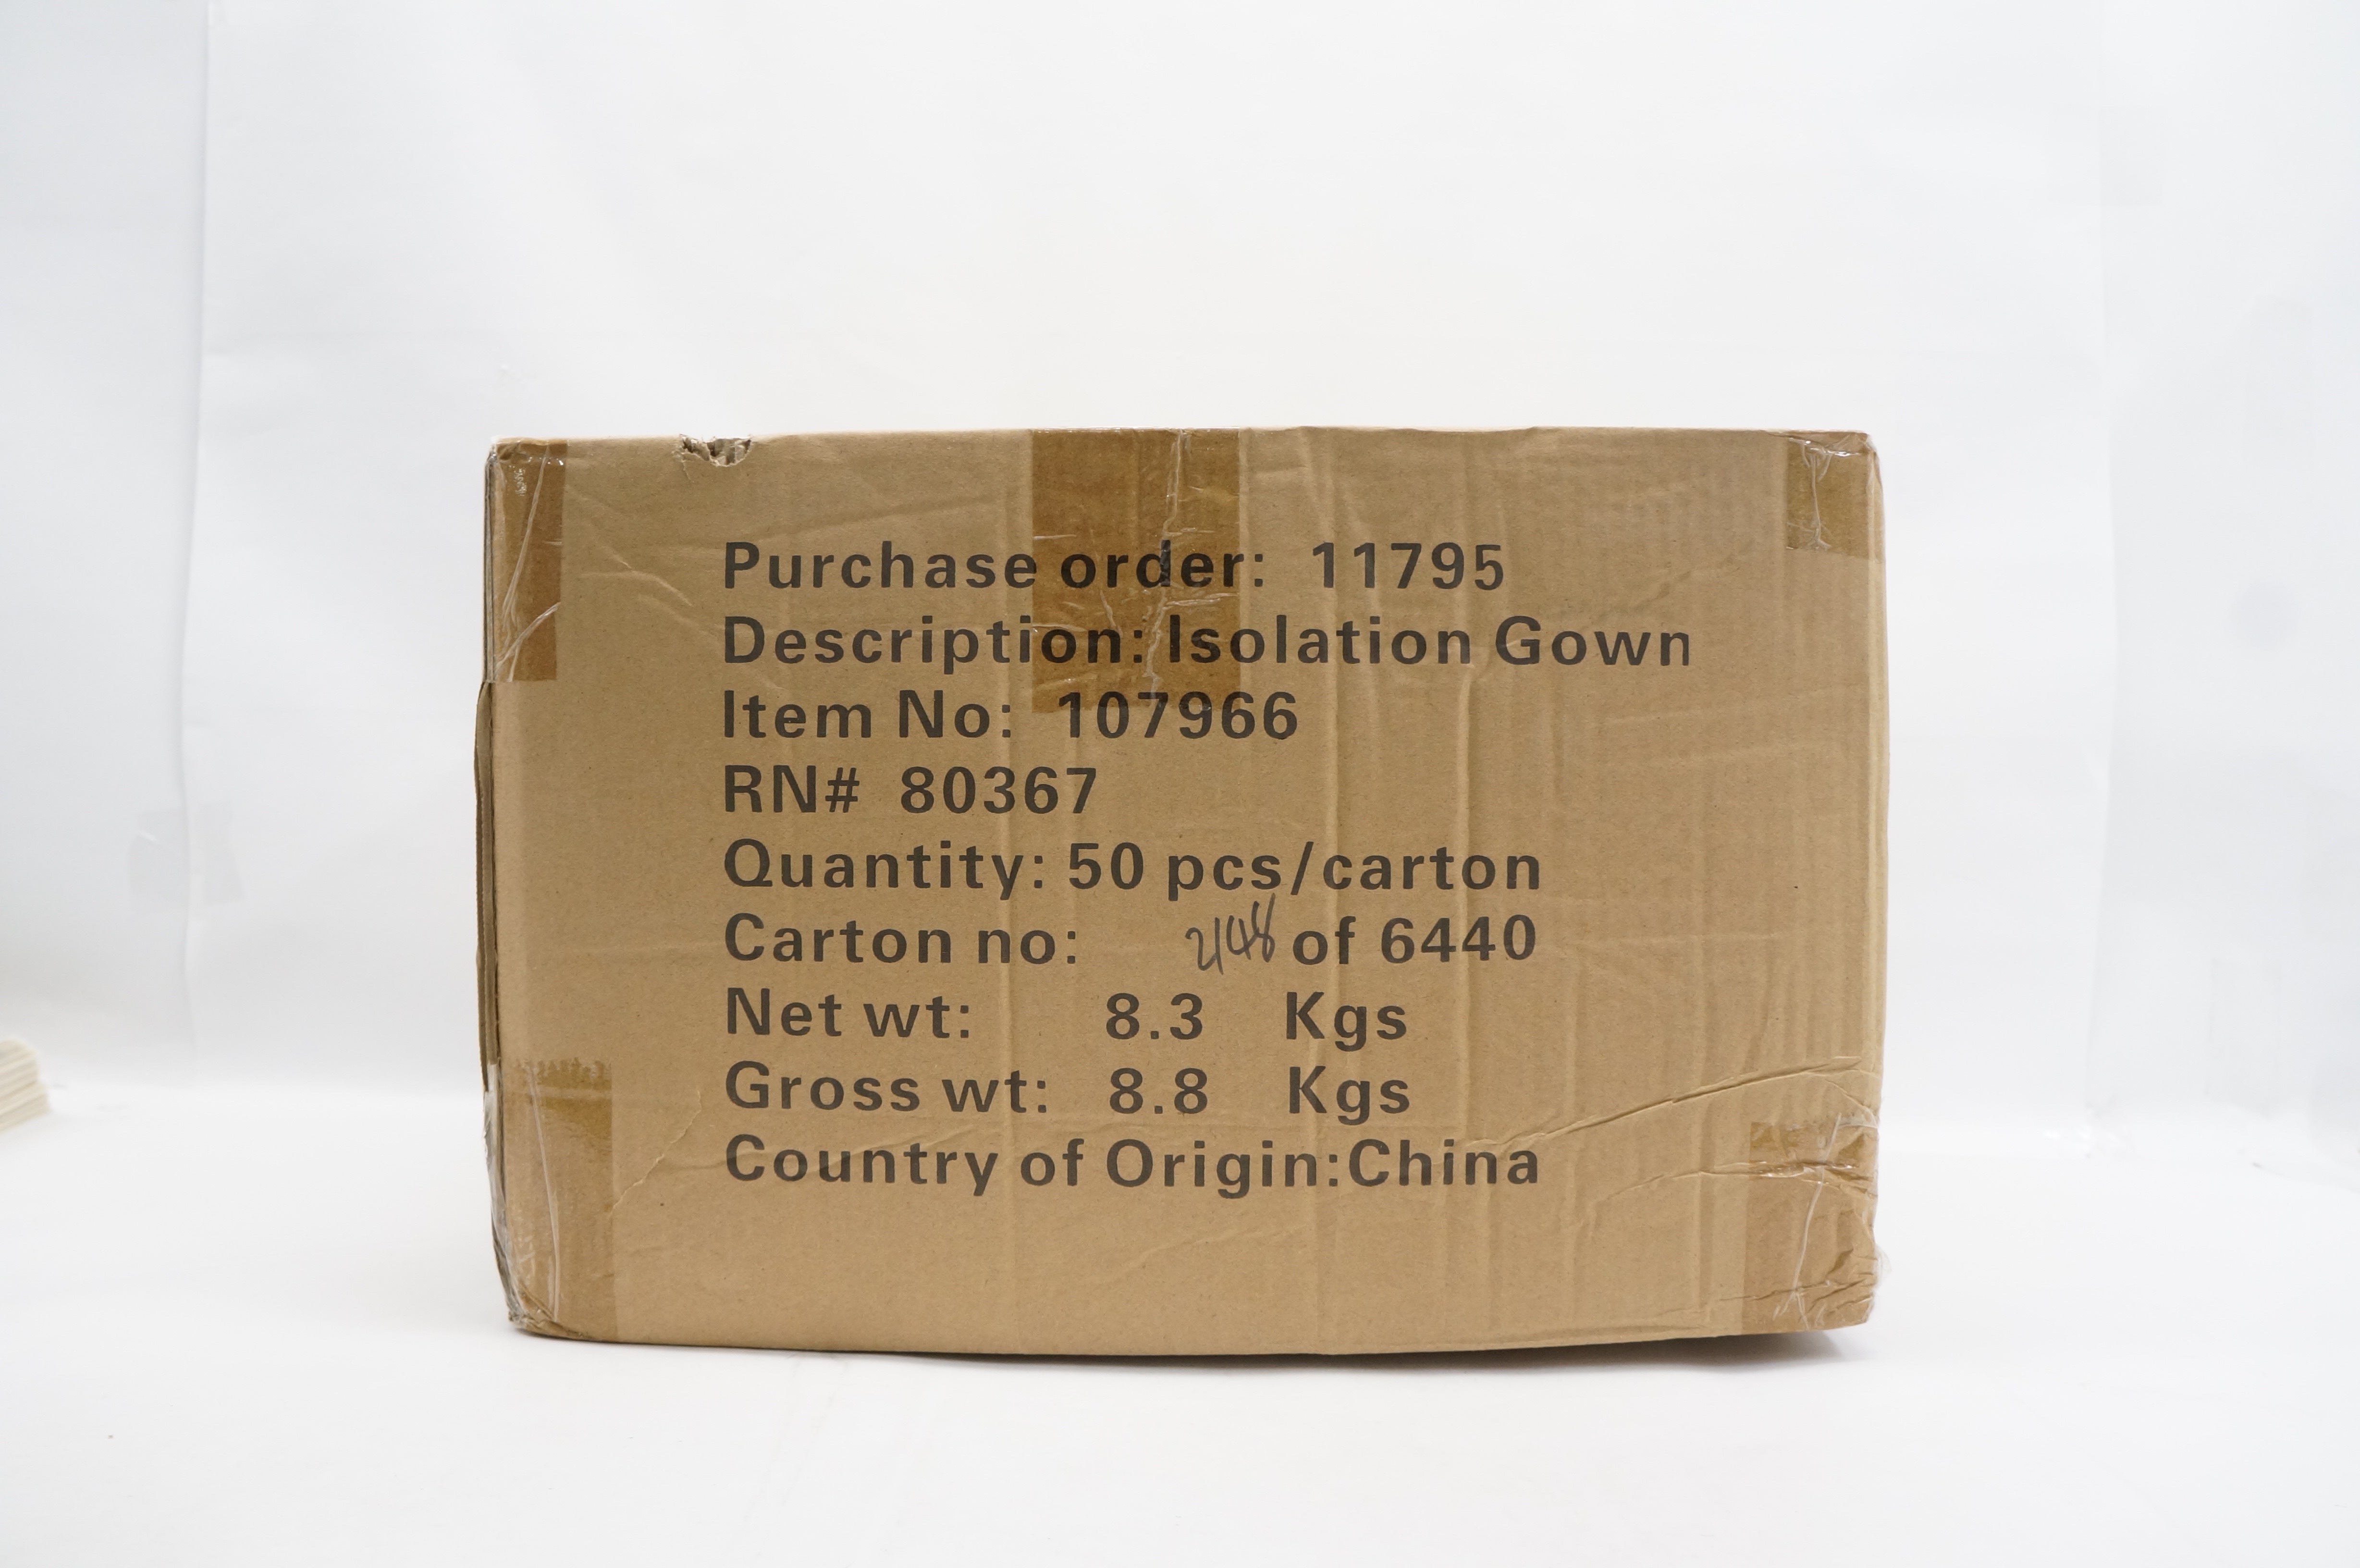 Purchase order: 11795
Description: Isolation Gown
Item No: 107966
RN# 80367
Quantity: 50 pcs/carton
Carton no: 2148 of 6440
Net wt: 8.3 Kgs
Gross wt: 8.8 Kgs
Country of Origin:China